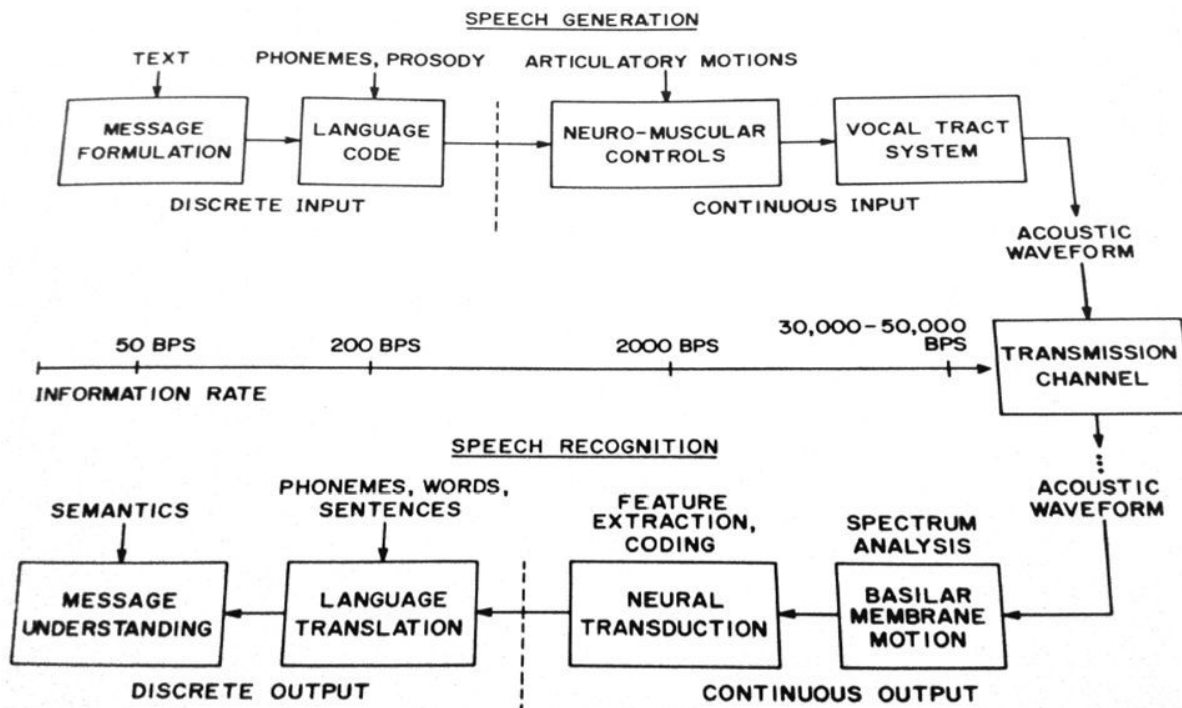 SPEECH GENERATION
TEXT
PHONEMES, PROSODY
ARTICULATORY MOTIONS
MESSAGE
FORMULATION
LANGUAGE
CODE
NEURO-MUSCULAR
CONTROLS
VOCAL TRACT
SYSTEM
DISCRETE INPUT
CONTINUOUS INPUT
ACOUSTIC
WAVEFORM
50 BPS
200 BPS
2000 BPS
30,000-50,000
BPS
INFORMATION RATE
TRANSMISSION
CHANNEL
SPEECH RECOGNITION
ACOUSTIC
WAVEFORM
SEMANTICS
PHONEMES, WORDS,
SENTENCES
FEATURE
EXTRACTION,
CODING
SPECTRUM
ANALYSIS
MESSAGE
UNDERSTANDING
LANGUAGE
TRANSLATION
NEURAL
TRANSDUCTION
BASILAR
MEMBRANE
MOTION
DISCRETE OUTPUT
CONTINUOUS OUTPUT